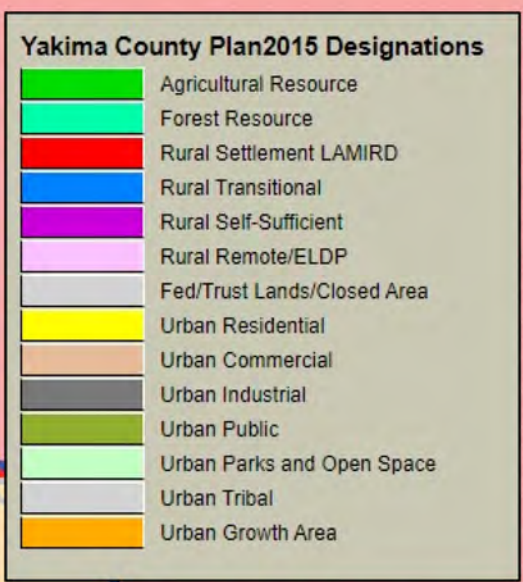 Yakima County Plan2015 Designations
Agricultural Resource
Forest Resource
Rural Settlement LAMIRD
Rural Transitional
Rural Self-Sufficient
Rural Remote/ELDP
Fed/Trust Lands/Closed Area
Urban Residential
Urban Commercial
Urban Industrial
Urban Public
Urban Parks and Open Space
Urban Tribal
Urban Growth Area